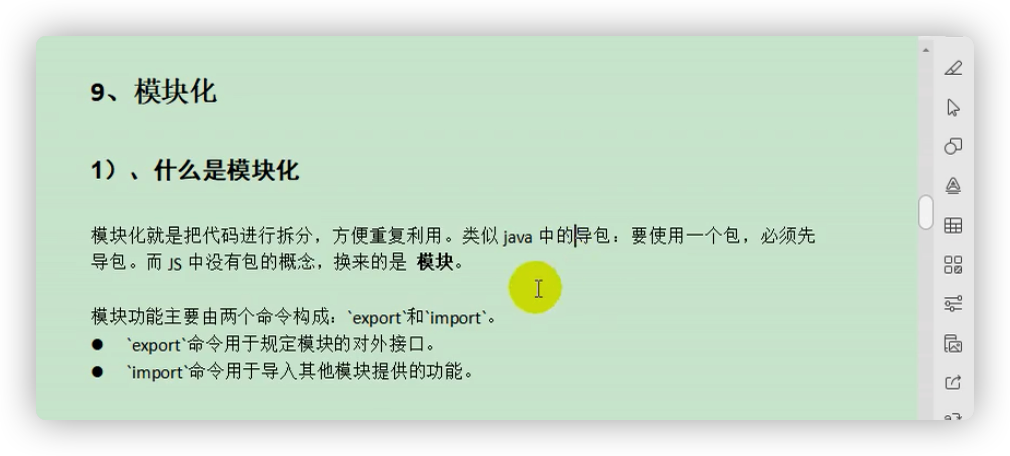 9、模块化
1）、什么是模块化
模块化就是把代码进行拆分，方便重复利用。类似 java 中的导包：要使用一个包，必须先
导包。而 JS 中没有包的概念，换来的是 模块。
模块功能主要由两个命令构成：`export`和`import`。
● `export`命令用于规定模块的对外接口。
● `import`命令用于导入其他模块提供的功能。